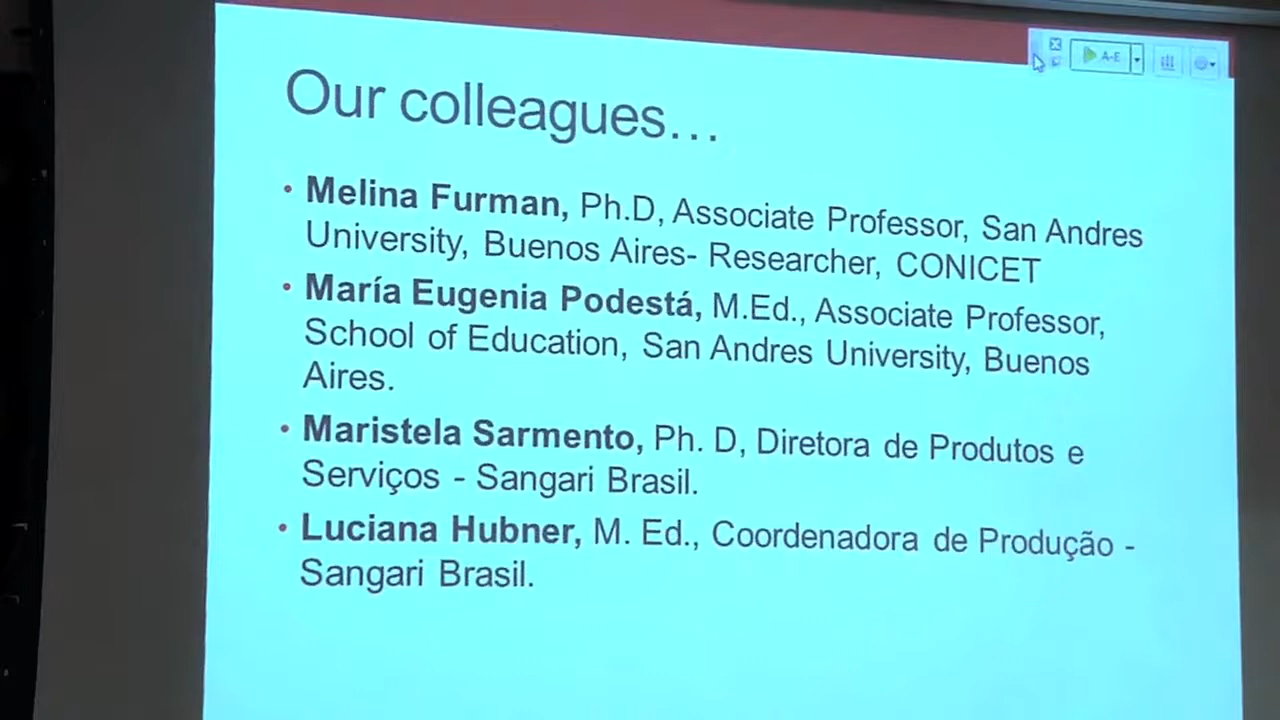 A-E
Our colleagues…
• Melina Furman, Ph.D, Associate Professor, San Andres
University, Buenos Aires- Researcher, CONICET
• María Eugenia Podestá, M.Ed., Associate Professor,
School of Education, San Andres University, Buenos
Aires.
• Maristela Sarmento, Ph. D, Diretora de Produtos e
Serviços - Sangari Brasil.
• Luciana Hubner, M. Ed., Coordenadora de Produção -
Sangari Brasil.